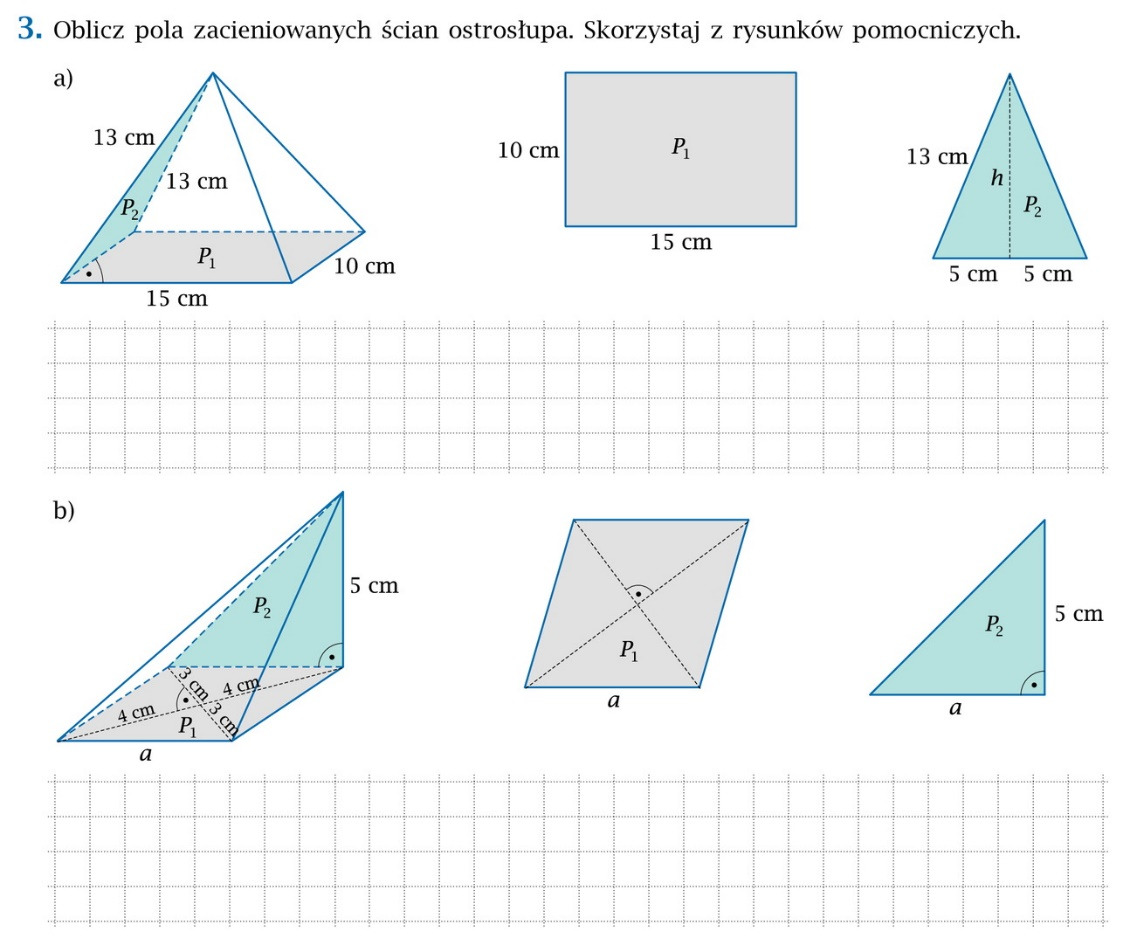 3. Oblicz pola zacieniowanych ścian ostrosłupa. Skorzystaj z rysunków pomocniczych.
a)
13 cm
13 cm
P₂
P₁
10 cm
15 cm
10 cm
P₁
15 cm
13 cm
h
P₂
5 cm 5 cm
b)
5 cm
P₂
3 cm
4 cm
4 cm
3 cm
P₁
a
P₁
a
P₂
5 cm
a